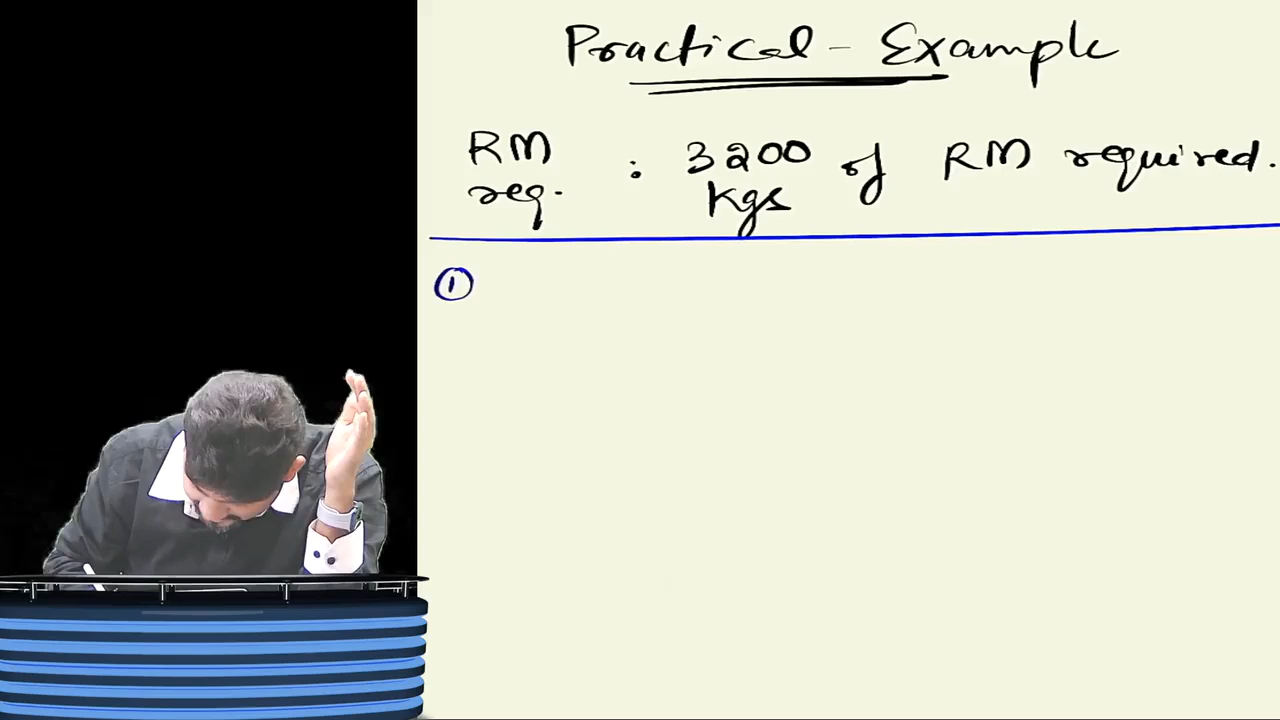 Practical - Example
RM req. : 3200 kgs of RM required.
①